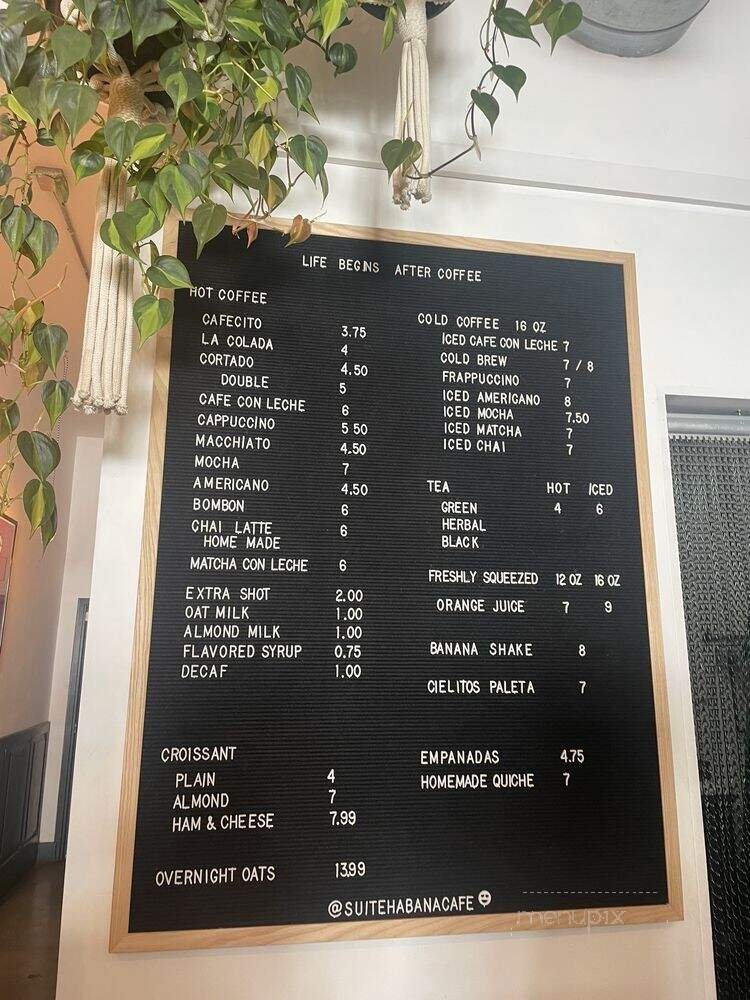 LIFE BEGINS AFTER COFFEE
HOT COFFEE
CAFECITO 3.75
LA COLADA 4
CORTADO 4.50
DOUBLE 5
CAFE CON LECHE 6
CAPPUCCINO 5 50
MACCHIATO 4.50
MOCHA 7
AMERICANO 4.50
BOMBON 6
CHAI LATTE 6
HOME MADE
MATCHA CON LECHE 6
EXTRA SHOT 2.00
OAT MILK 1.00
ALMOND MILK 1.00
FLAVORED SYRUP 0.75
DECAF 1.00
CROISSANT
PLAIN 4
ALMOND 7
HAM & CHEESE 7.99
OVERNIGHT OATS 13.99
COLD COFFEE 16 OZ
ICED CAFE CON LECHE 7
COLD BREW 7 / 8
FRAPPUCCINO 7
ICED AMERICANO 8
ICED MOCHA 7.50
ICED MATCHA 7
ICED CHAI 7
TEA HOT ICED
GREEN 4 6
HERBAL
BLACK
FRESHLY SQUEEZED 12 OZ 16 OZ
ORANGE JUICE 7 9
BANANA SHAKE 8
CIELITOS PALETA 7
EMPANADAS 4.75
HOMEMADE QUICHE 7
@SUITEHABANACAFE
menupix